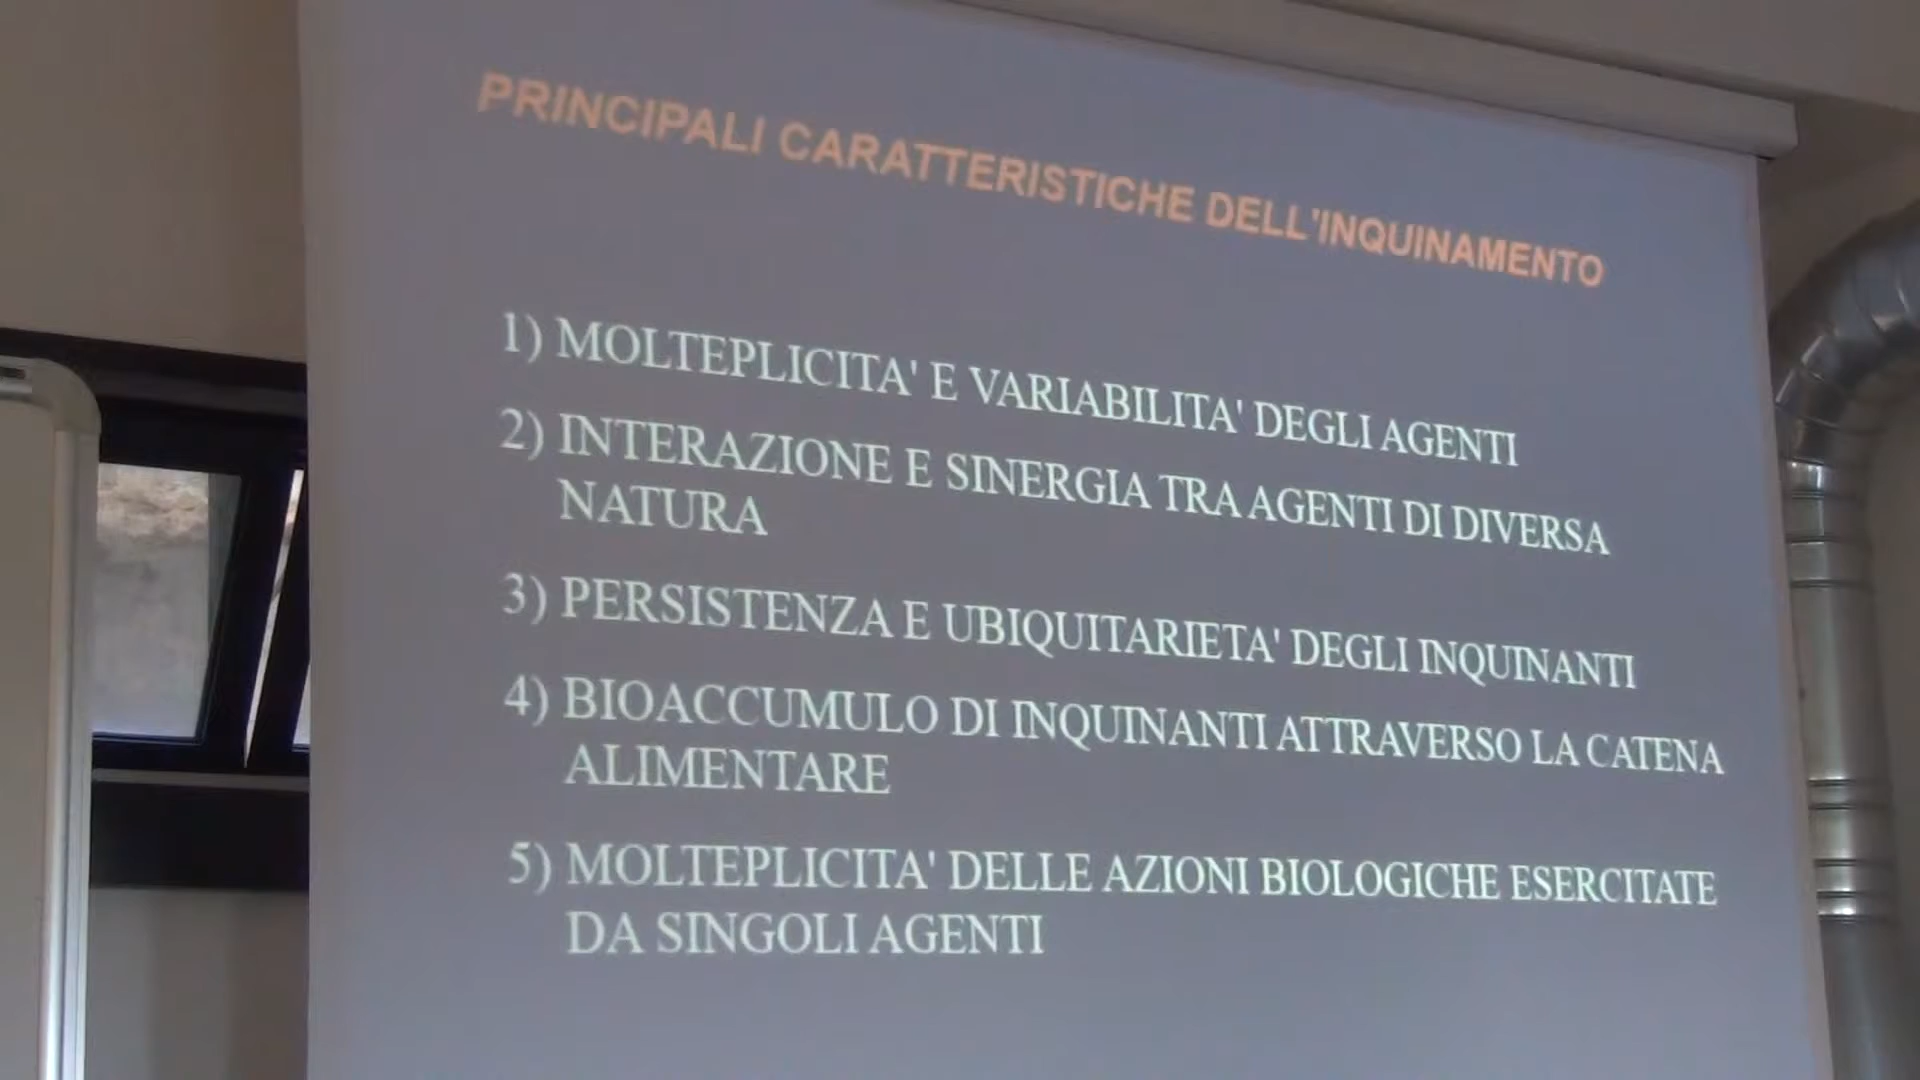 PRINCIPALI CARATTERISTICHE DELL'INQUINAMENTO
1) MOLTEPLICITA' E VARIABILITA' DEGLI AGENTI
2) INTERAZIONE E SINERGIA TRA AGENTI DI DIVERSA
NATURA
3) PERSISTENZA E UBIQUITARIETA' DEGLI INQUINANTI
4) BIOACCUMULO DI INQUINANTI ATTRAVERSO LA CATENA
ALIMENTARE
5) MOLTEPLICITA' DELLE AZIONI BIOLOGICHE ESERCITATE
DA SINGOLI AGENTI